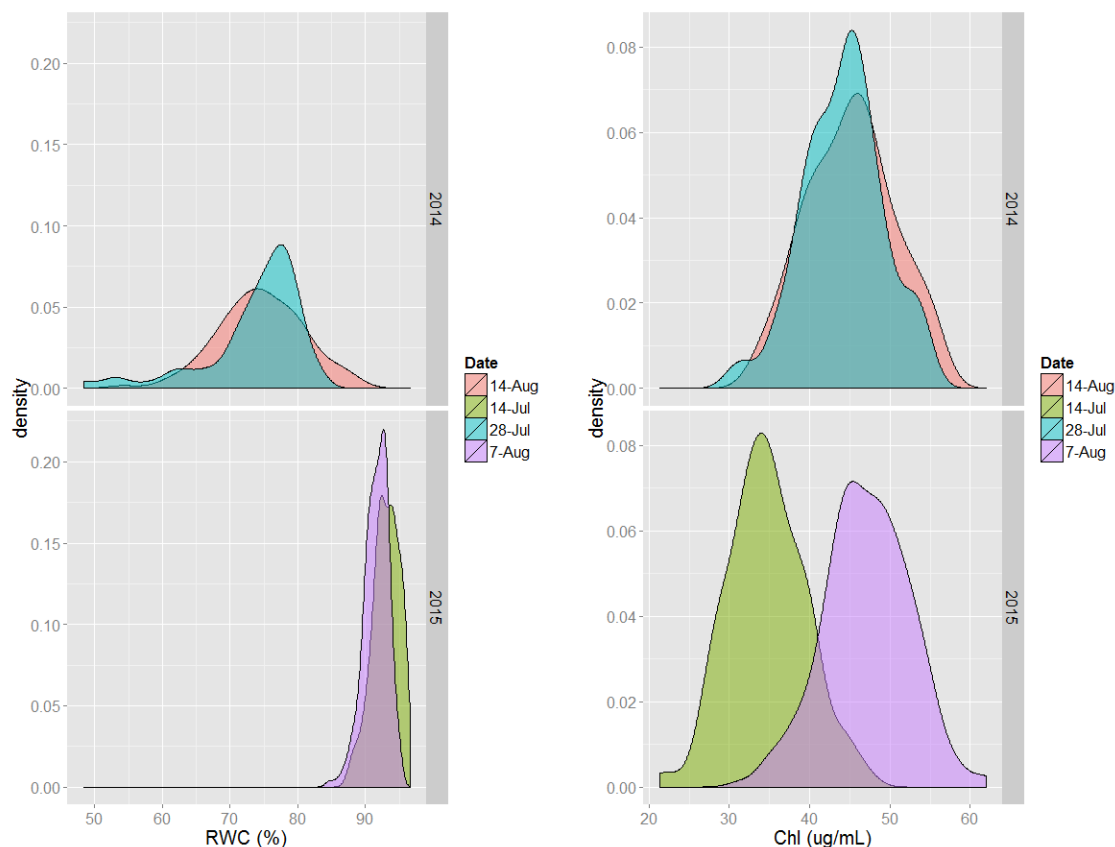 0.20
0.15
0.10
0.05
0.00
2014
density
0.20
0.15
0.10
0.05
0.00
2015
50 60 70 80 90
RWC (%)
Date
14-Aug
14-Jul
28-Jul
7-Aug
0.08
0.06
0.04
0.02
0.00
2014
density
0.08
0.06
0.04
0.02
0.00
2015
20 30 40 50 60
Chl (ug/mL)
Date
14-Aug
14-Jul
28-Jul
7-Aug